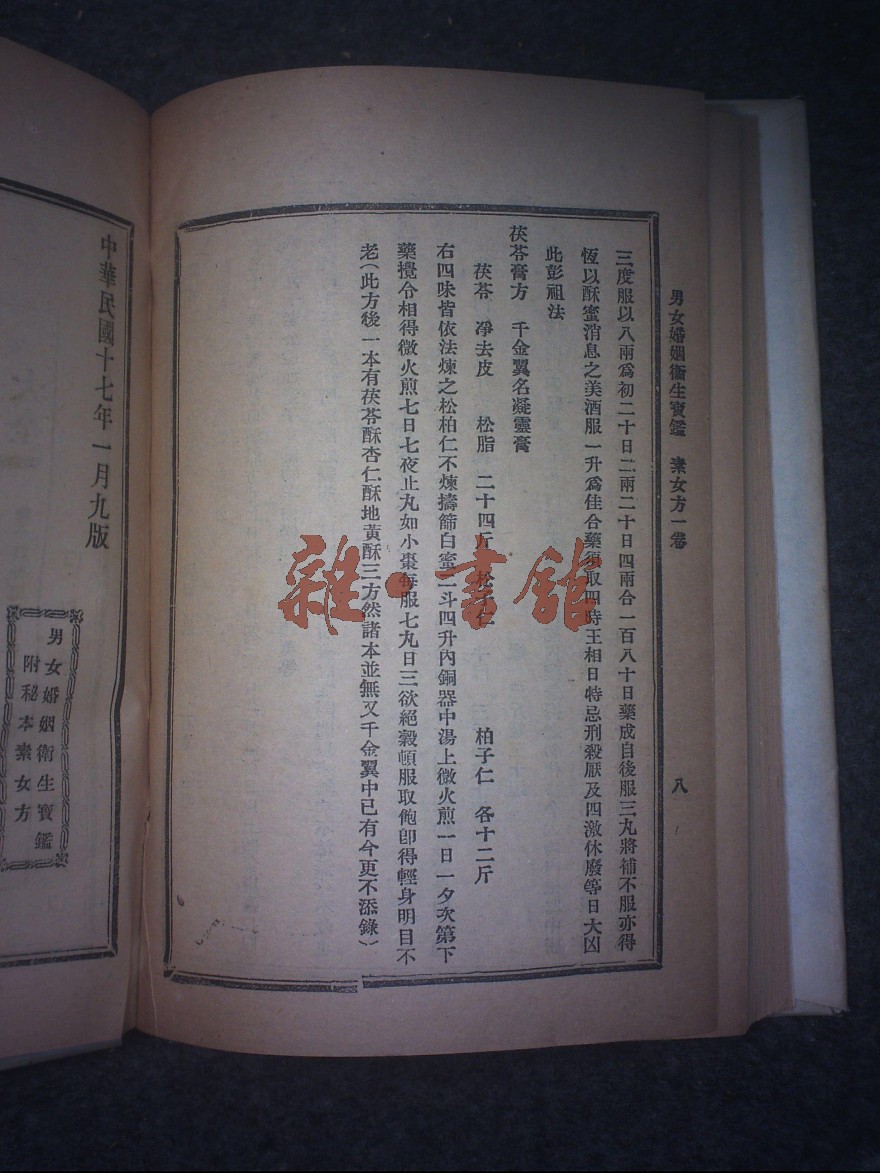 男女婚姻衞生寶鑑　素女方一卷　八
三度服以八兩爲初二十日二兩二十日四兩合一百八十日藥成自後服三丸將補不服亦得
恆以酥蜜消息之美酒服一升爲佳合藥須取四時王相日特忌刑殺厭及四激休廢等日大凶
此彭祖法
茯苓膏方　千金翼名凝靈膏
茯苓　凈去皮　松脂　二十四斤　松子仁　柏子仁　各十二斤
右四味皆依法煉之松柏仁不煉擣篩白蜜二斗四升內銅器中湯上微火煎一日一夕次第下
藥攪令相得微火煎七日七夜止丸如小棗每服七丸日三欲絕穀頓服取飽卽得輕身明目不
老（此方後一本有茯苓酥杏仁酥地黃酥三方然諸本並無又千金翼中已有今更不添錄）
中華民國十七年一月九版
男女婚姻衞生寶鑑
附秘本素女方
雜·書館